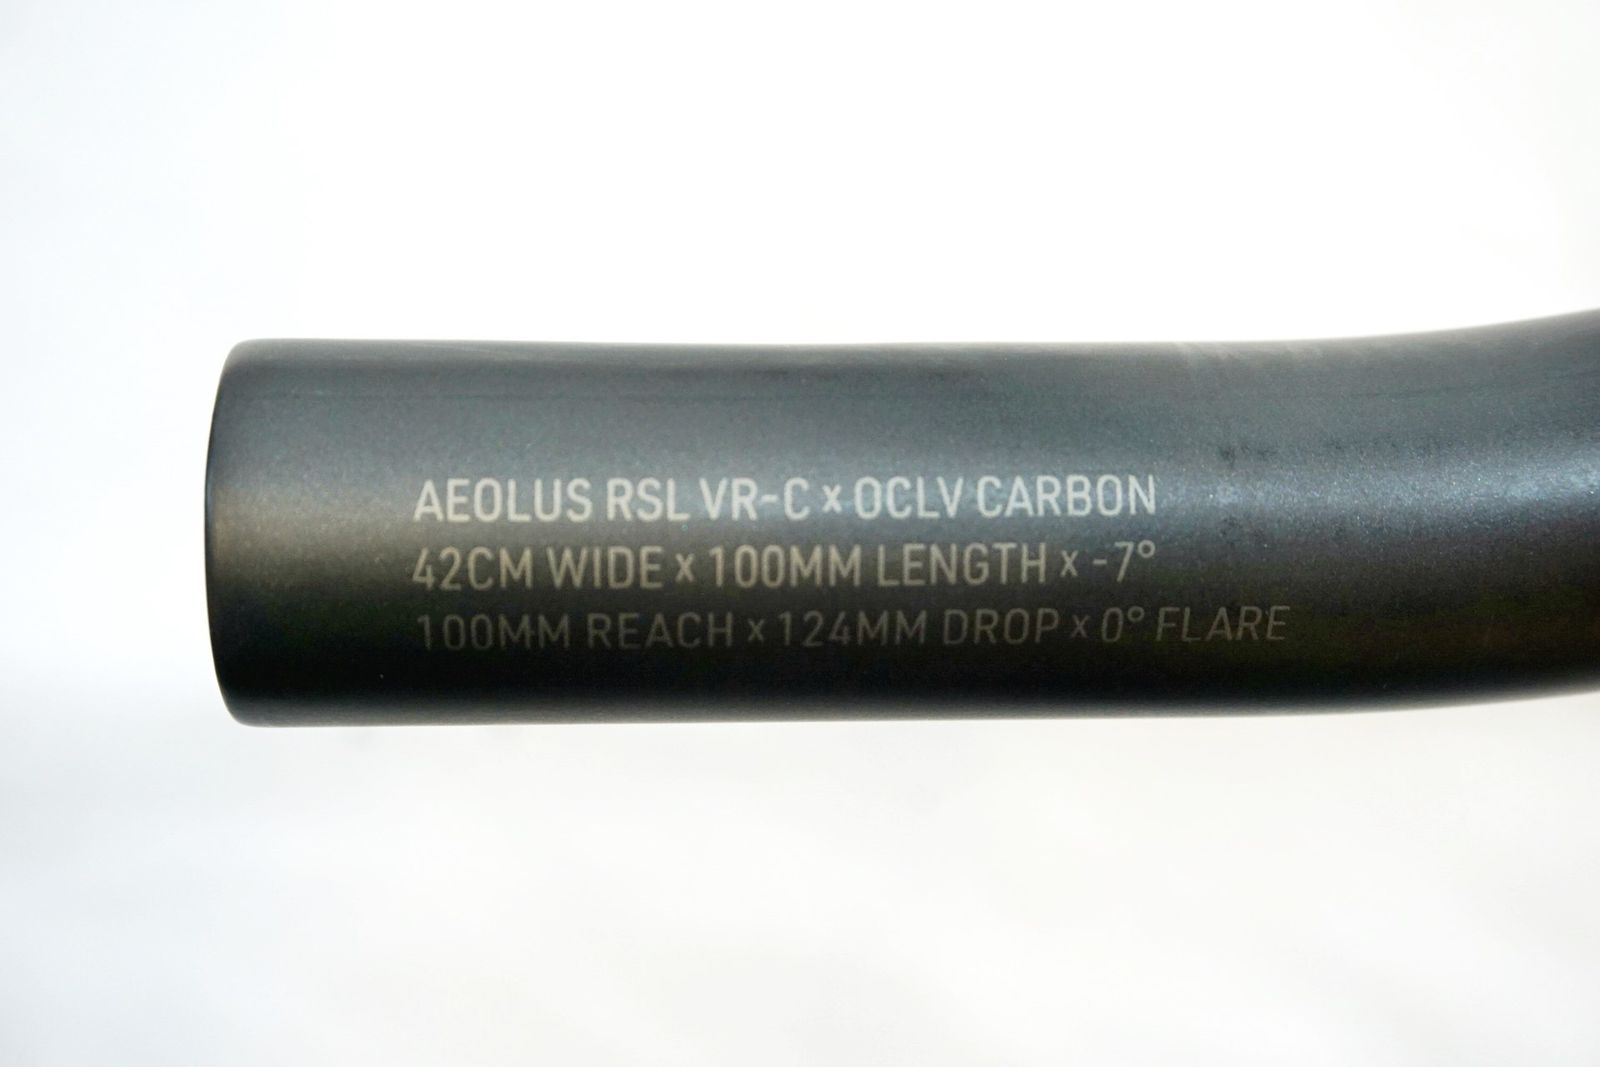 AEOLUS RSL VR-C x OCLV CARBON
42CM WIDE x 100MM LENGTH x -7°
100MM REACH x 124MM DROP x 0° FLARE